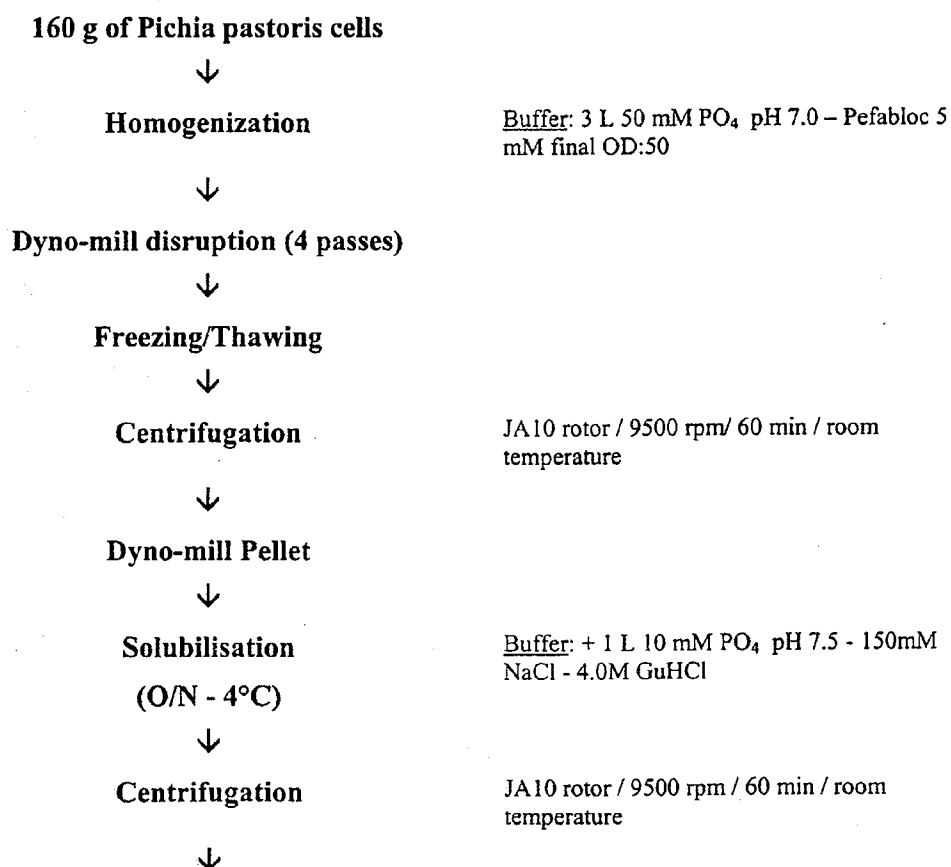 160 g of Pichia pastoris cells
↓
Homogenization
Buffer: 3 L 50 mM PO₄ pH 7.0 – Pefabloc 5
mM final OD:50
↓
Dyno-mill disruption (4 passes)
↓
Freezing/Thawing
↓
Centrifugation
JA10 rotor / 9500 rpm/ 60 min / room
temperature
↓
Dyno-mill Pellet
↓
Solubilisation
(O/N - 4°C)
Buffer: + 1 L 10 mM PO₄ pH 7.5 - 150mM
NaCl - 4.0M GuHCl
↓
Centrifugation
JA10 rotor / 9500 rpm / 60 min / room
temperature
↓